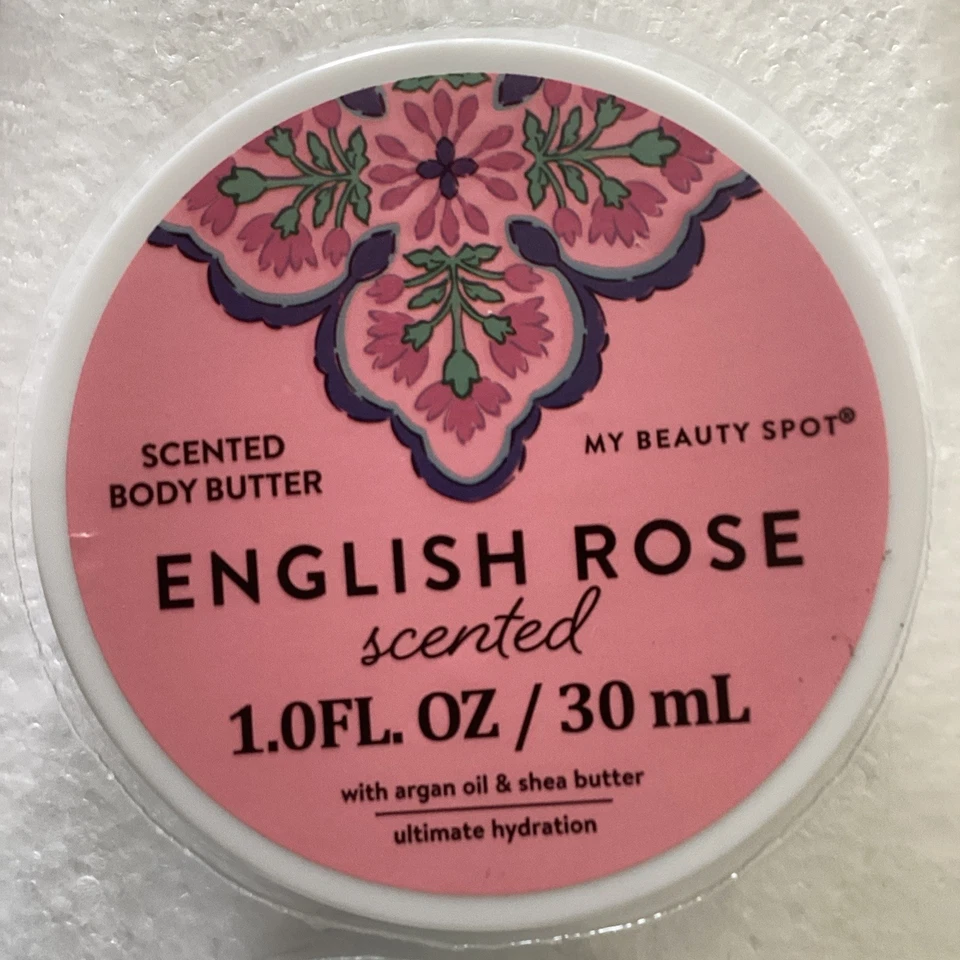 SCENTED
BODY BUTTER
MY BEAUTY SPOT®
ENGLISH ROSE
scented
1.0FL. OZ / 30 mL
with argan oil & shea butter
ultimate hydration